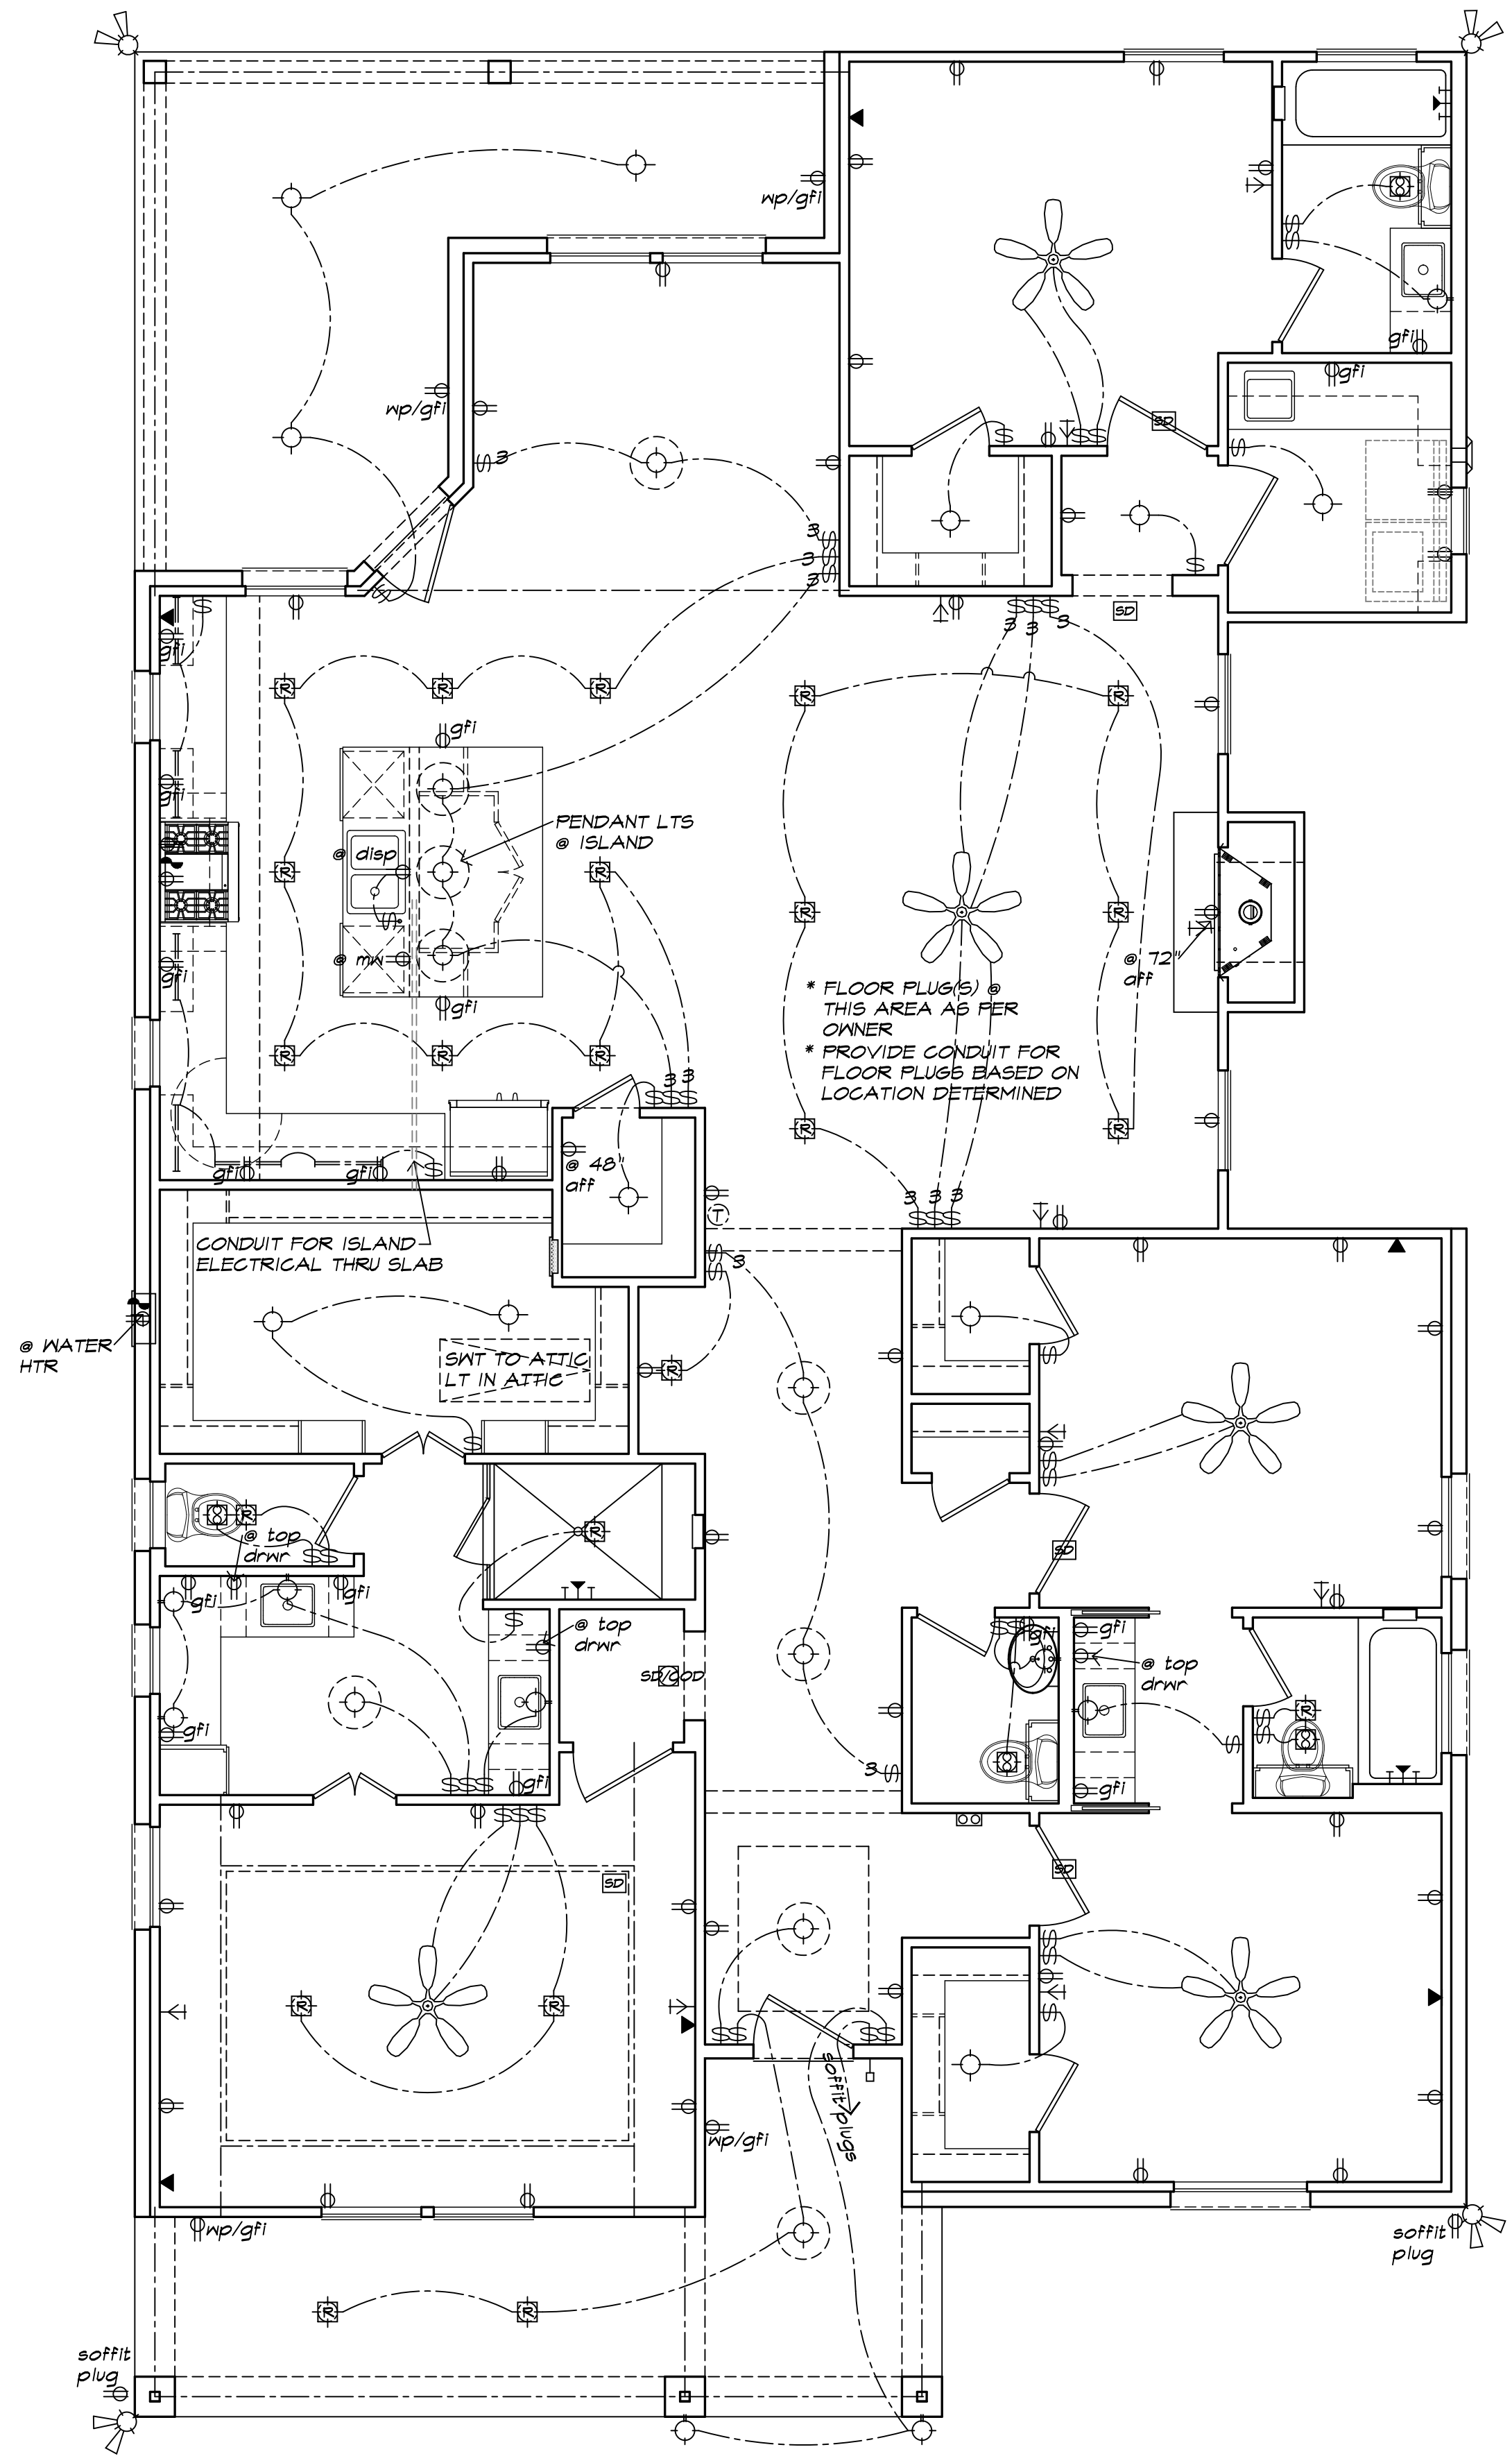 wp/gfi
gfi
gfi
wp/gfi
3
SD
3
3
3
SD
3
3
3
gfi
R
R
R
R
R
gfi
gfi
PENDANT LTS
@ ISLAND
@ disp
R
R
R
R
@ mw
gfi
gfi
@ 72"
aff
* FLOOR PLUG(S) @
THIS AREA AS PER
OWNER
* PROVIDE CONDUIT FOR
FLOOR PLUGS BASED ON
LOCATION DETERMINED
R
R
R
3
3
R
R
gfi
gfi
@ 48"
aff
3
3
3
T
CONDUIT FOR ISLAND
ELECTRICAL THRU SLAB
3
@ WATER
HTR
SWT TO ATTIC
LT IN ATTIC
R
R
R
@ top
drwr
SD
gfi
gfi
@ top
drwr
gfi
gfi
@ top
drwr
SD/COD
R
gfi
3
gfi
gfi
SD
SD
R
R
soffit plugs
wp/gfi
wp/gfi
soffit
plug
R
R
soffit
plug